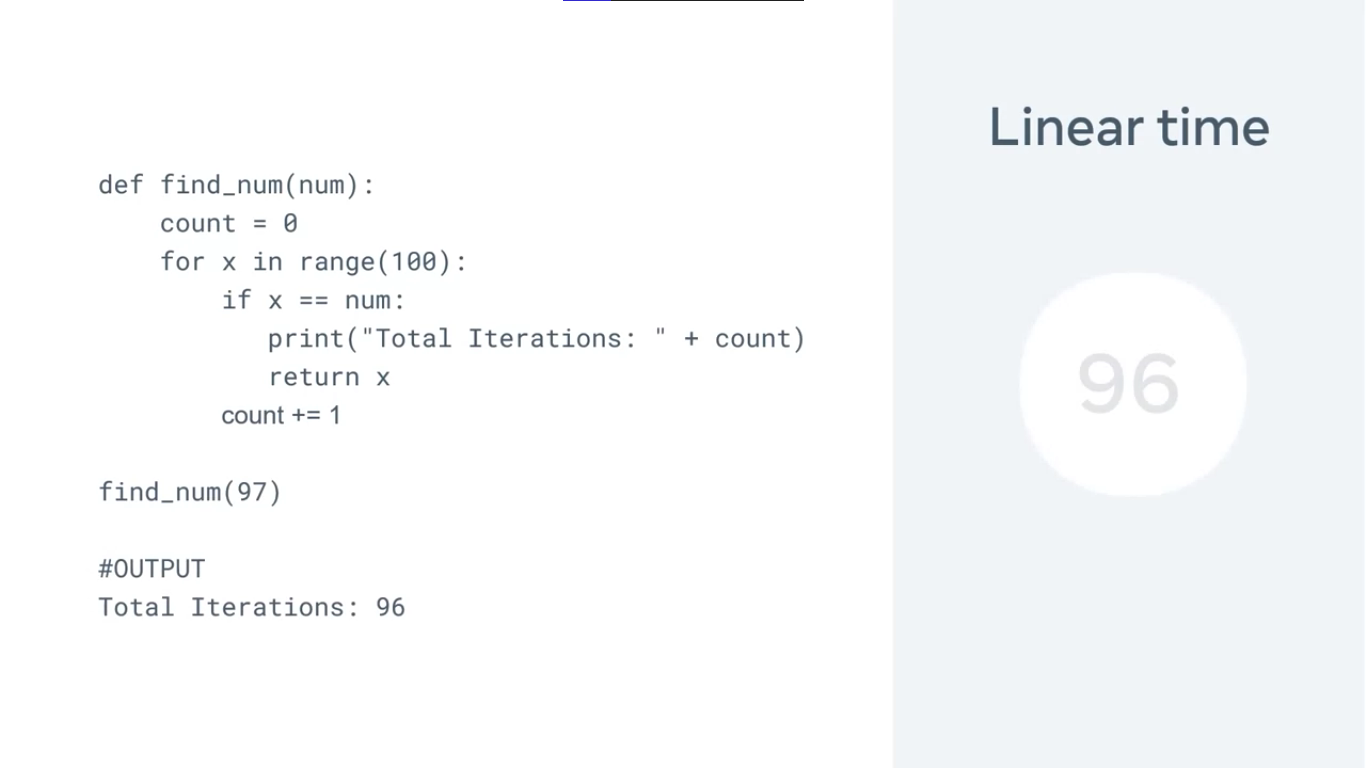 def find_num(num):
    count = 0
    for x in range(100):
        if x == num:
           print("Total Iterations: " + count)
           return x
        count += 1
find_num(97)
#OUTPUT
Total Iterations: 96
Linear time
96